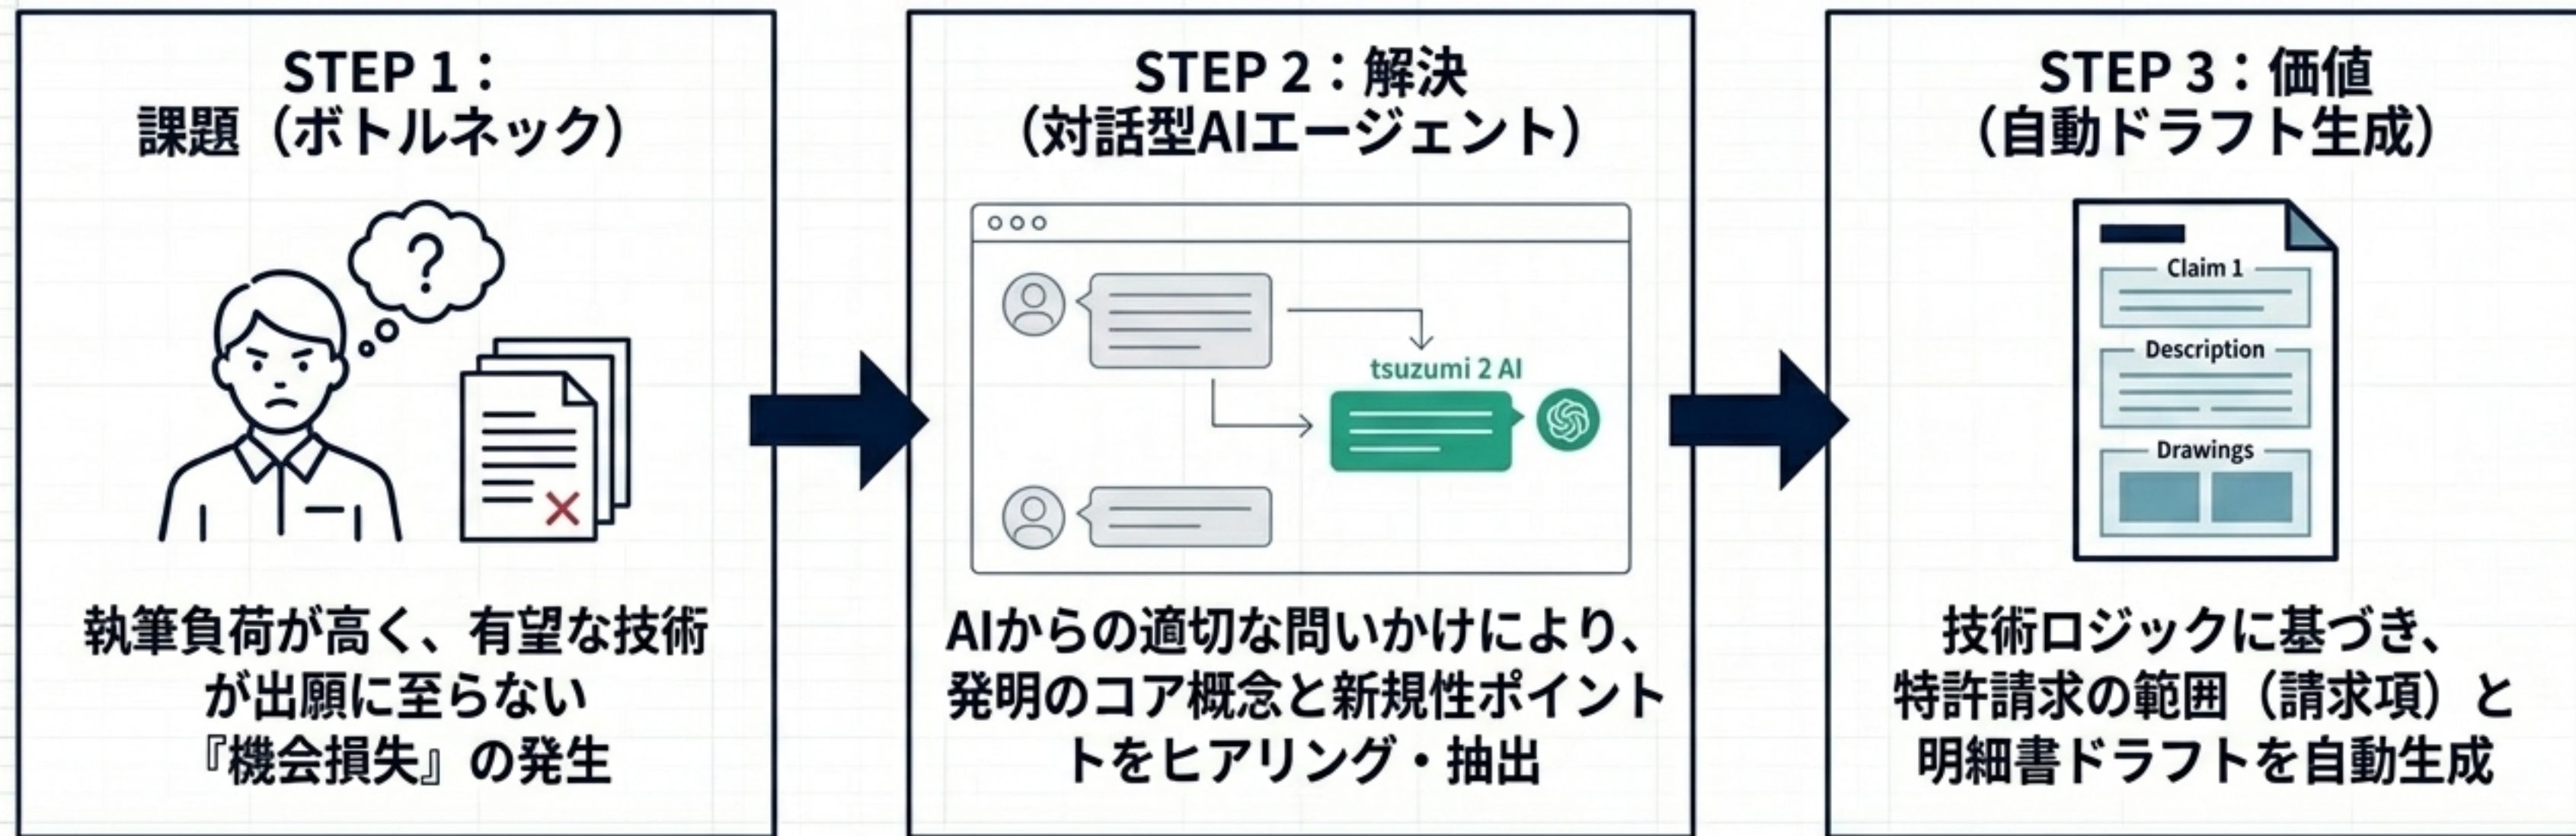 STEP 1：
課題（ボトルネック）
?
執筆負荷が高く、有望な技術
が出願に至らない
『機会損失』の発生
STEP 2：解決
（対話型AIエージェント）
tsuzumi 2 AI
AIからの適切な問いかけにより、
発明のコア概念と新規性ポイント
トをヒアリング・抽出
STEP 3：価値
（自動ドラフト生成）
Claim 1
Description
Drawings
技術ロジックに基づき、
特許請求の範囲（請求項）と
明細書ドラフトを自動生成